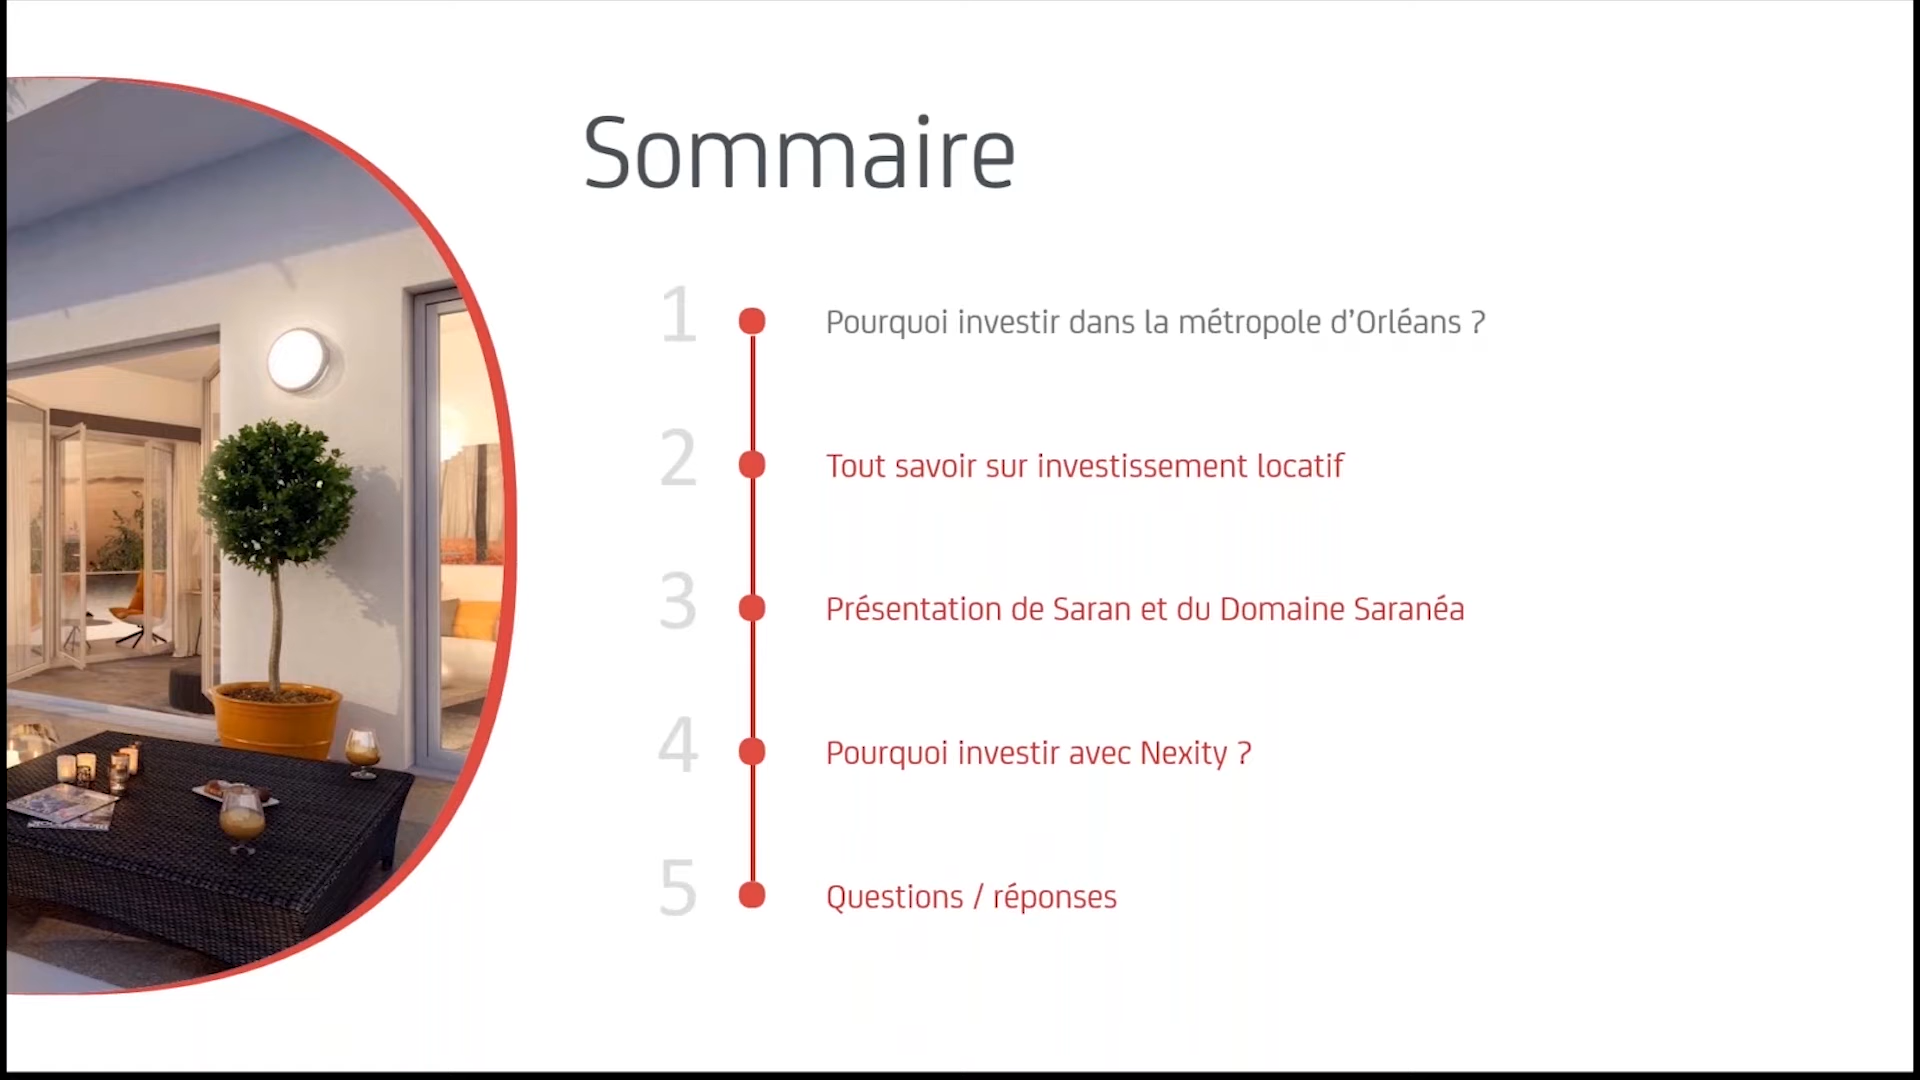 Sommaire
1
Pourquoi investir dans la métropole d’Orléans ?
2
Tout savoir sur investissement locatif
3
Présentation de Saran et du Domaine Saranéa
4
Pourquoi investir avec Nexity ?
5
Questions / réponses